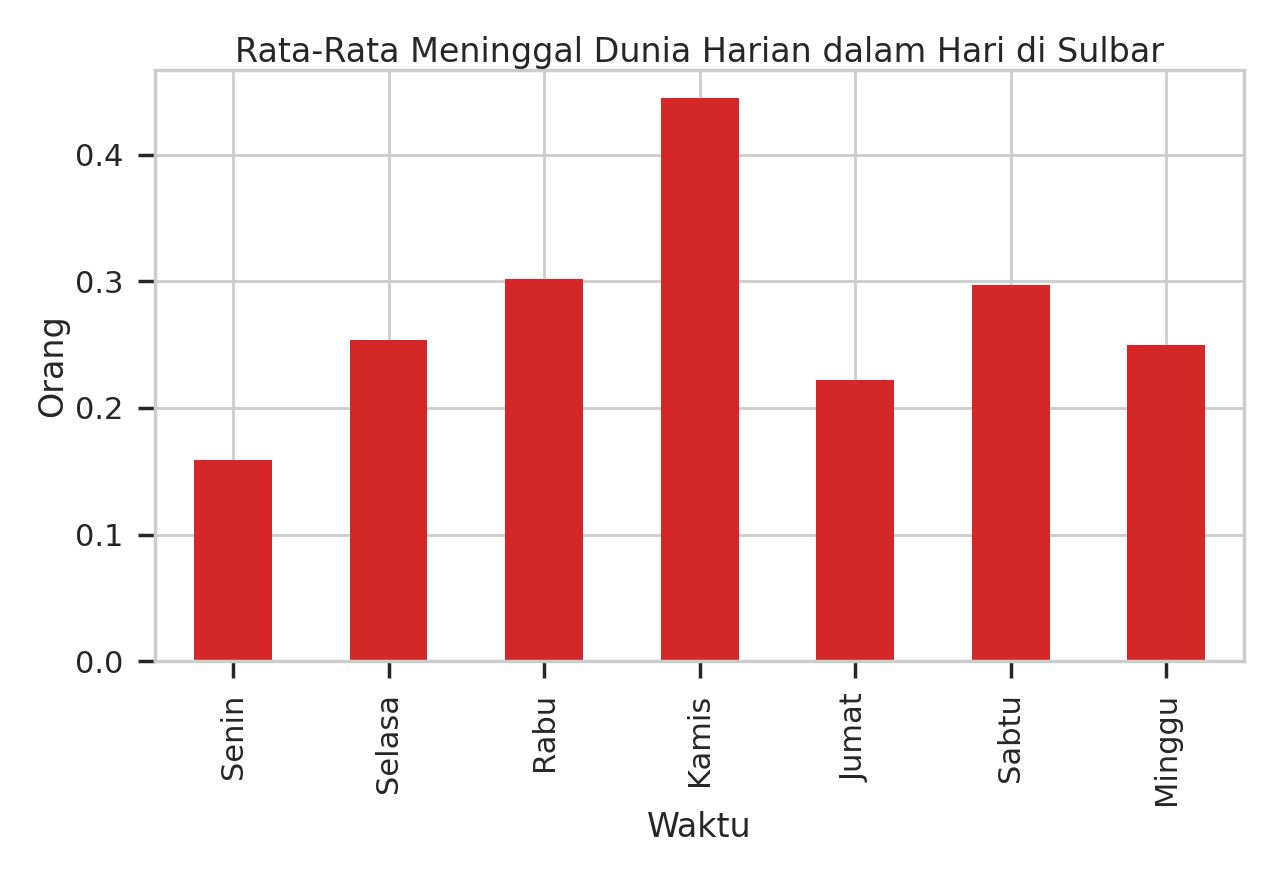 Rata-Rata Meninggal Dunia Harian dalam Hari di Sulbar
Orang
0.4
0.3
0.2
0.1
0.0
Senin
Selasa
Rabu
Kamis
Jumat
Sabtu
Minggu
Waktu